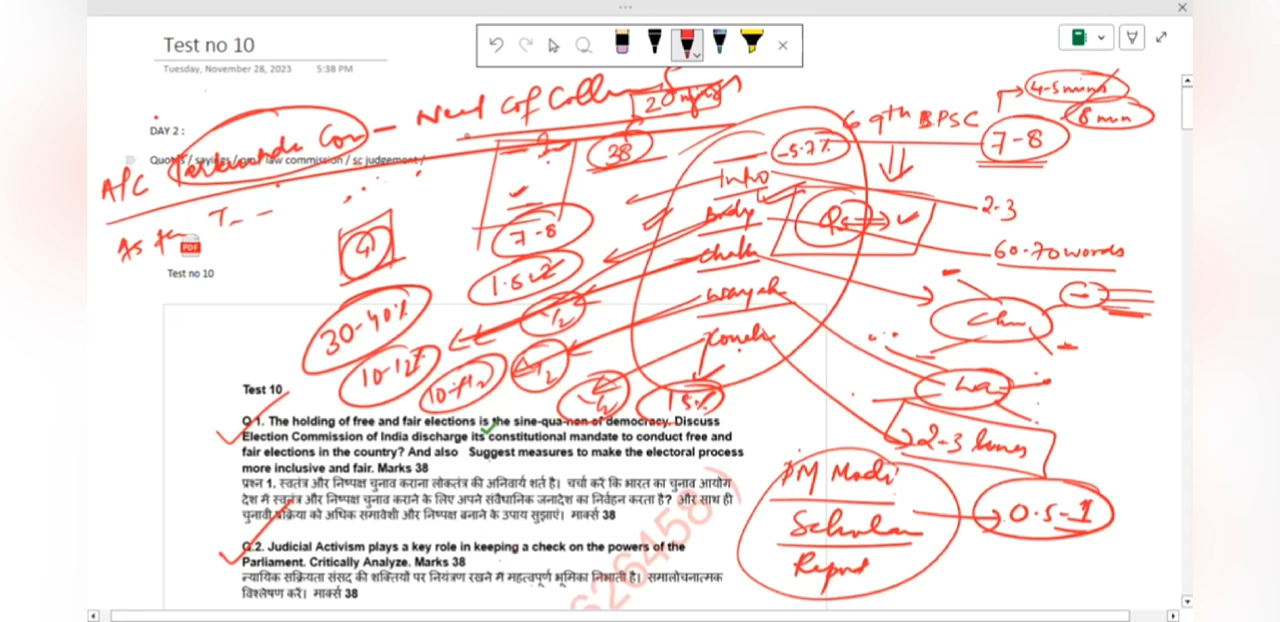 Test no 10
Tuesday, November 28, 2023 5:38 PM
Need of
20 mins
69th BPSC
4-5 mins
8 min
7-8
DAY 2 :
38
-5.7%
A/C
law commission / sc judgement /
Intro
2-3
Body
7-8
60-70 words
PDF
Test no 10
1.5
Chall
30-40%
10-12
wayah
15%
2-3 lines
Test 10
Q 1. The holding of free and fair elections is the sine-qua-non of democracy. Discuss
Election Commission of India discharge its constitutional mandate to conduct free and
fair elections in the country? And also Suggest measures to make the electoral process
more inclusive and fair. Marks 38
प्रश्न 1. स्वतंत्र और निष्पक्ष चुनाव कराना लोकतंत्र की अनिवार्य शर्त है। चर्चा करें कि भारत का चुनाव आयोग
देश में स्वतंत्र और निष्पक्ष चुनाव कराने के लिए अपने संवैधानिक जनादेश का निर्वहन करता है? और साथ ही
चुनावी प्रक्रिया को अधिक समावेशी और निष्पक्ष बनाने के उपाय सुझाएं। मार्क्स 38
PM Modi
Scholar
Report
0.5-1
Q.2. Judicial Activism plays a key role in keeping a check on the powers of the
Parliament. Critically Analyze. Marks 38
न्यायिक सक्रियता संसद की शक्तियों पर नियंत्रण रखने में महत्वपूर्ण भूमिका निभाती है। समालोचनात्मक
विश्लेषण करें। मार्क्स 38
626458 )